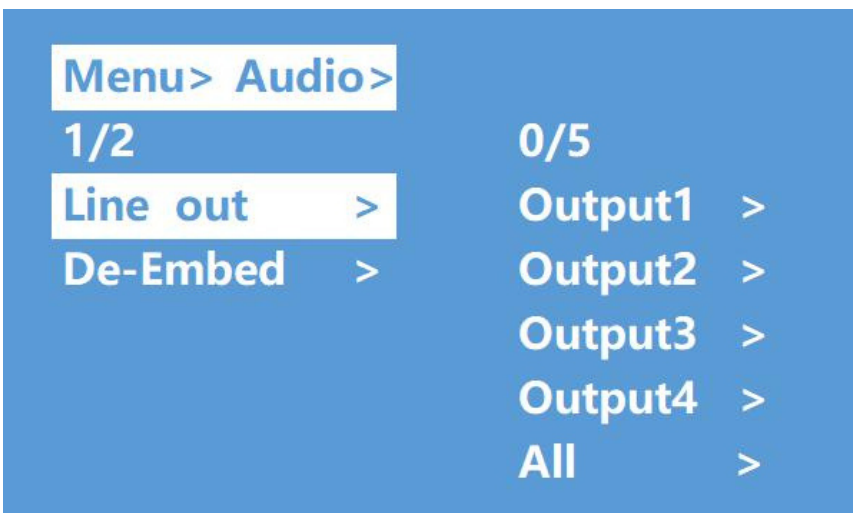 Menu> Audio>
1/2
Line out >
De-Embed >
0/5
Output1 >
Output2 >
Output3 >
Output4 >
All >